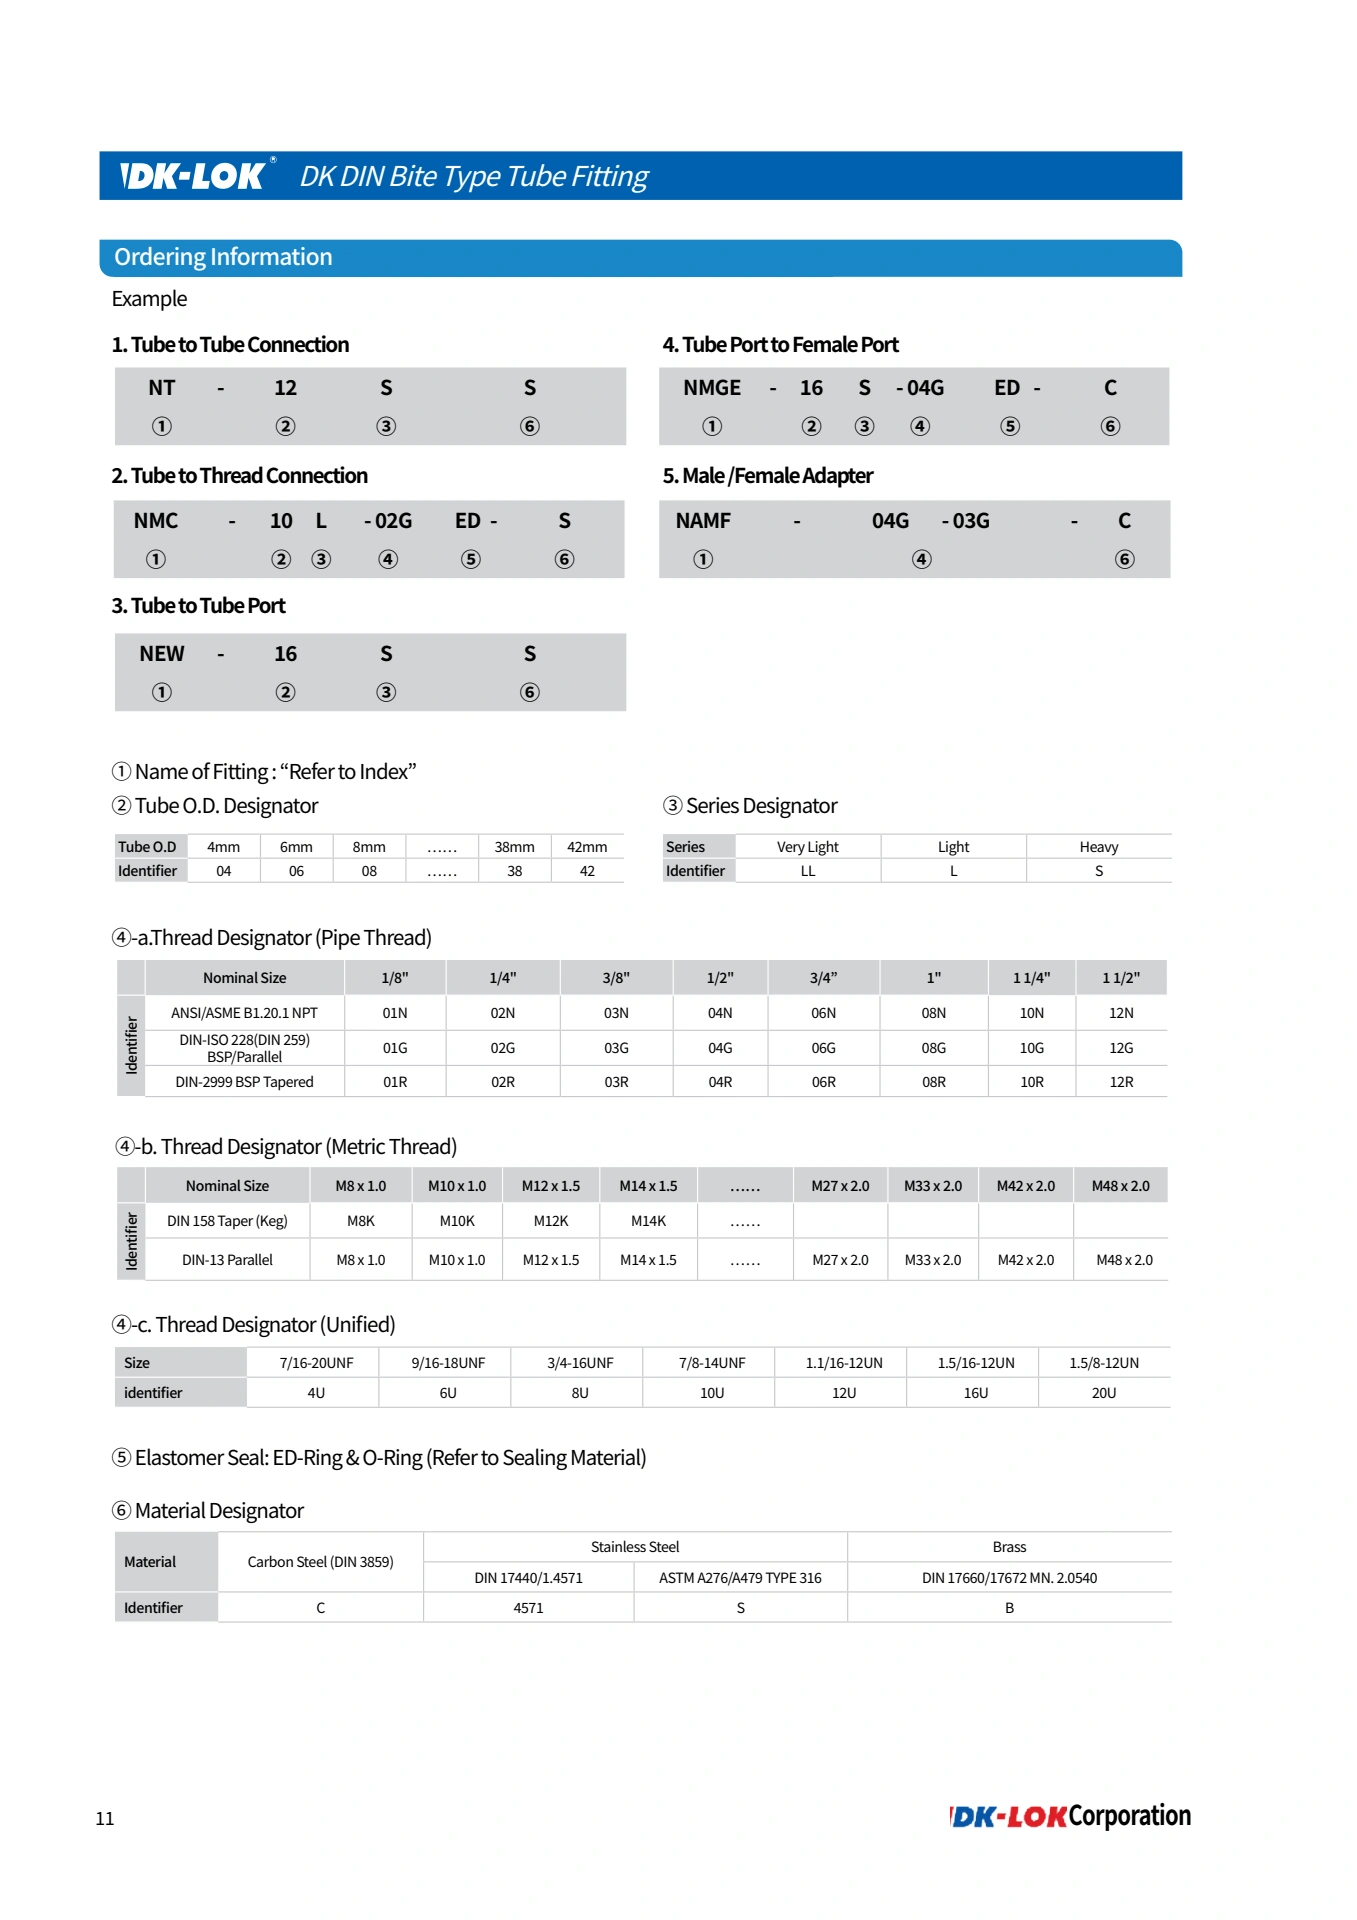 DK-LOK® DK DIN Bite Type Tube Fitting
Ordering Information
Example
1. Tube to Tube Connection
NT - 12 S S
① ② ③ ⑥
2. Tube to Thread Connection
NMC - 10 L - 02G ED - S
① ② ③ ④ ⑤ ⑥
3. Tube to Tube Port
NEW - 16 S S
① ② ③ ⑥
4. Tube Port to Female Port
NMGE - 16 S - 04G ED - C
① ② ③ ④ ⑤ ⑥
5. Male /Female Adapter
NAMF - 04G - 03G - C
① ④ ⑥
① Name of Fitting : “Refer to Index”
② Tube O.D. Designator
Tube O.D 4mm 6mm 8mm …… 38mm 42mm
Identifier 04 06 08 …… 38 42
③ Series Designator
Series Very Light Light Heavy
Identifier LL L S
④-a.Thread Designator (Pipe Thread)
Nominal Size 1/8" 1/4" 3/8" 1/2" 3/4” 1" 1 1/4" 1 1/2"
Identifier
ANSI/ASME B1.20.1 NPT 01N 02N 03N 04N 06N 08N 10N 12N
DIN-ISO 228(DIN 259)
BSP/Parallel 01G 02G 03G 04G 06G 08G 10G 12G
DIN-2999 BSP Tapered 01R 02R 03R 04R 06R 08R 10R 12R
④-b. Thread Designator (Metric Thread)
Nominal Size M8 x 1.0 M10 x 1.0 M12 x 1.5 M14 x 1.5 …… M27 x 2.0 M33 x 2.0 M42 x 2.0 M48 x 2.0
Identifier
DIN 158 Taper (Keg) M8K M10K M12K M14K ……
DIN-13 Parallel M8 x 1.0 M10 x 1.0 M12 x 1.5 M14 x 1.5 …… M27 x 2.0 M33 x 2.0 M42 x 2.0 M48 x 2.0
④-c. Thread Designator (Unified)
Size 7/16-20UNF 9/16-18UNF 3/4-16UNF 7/8-14UNF 1.1/16-12UN 1.5/16-12UN 1.5/8-12UN
identifier 4U 6U 8U 10U 12U 16U 20U
⑤ Elastomer Seal: ED-Ring & O-Ring (Refer to Sealing Material)
⑥ Material Designator
Material Carbon Steel (DIN 3859) Stainless Steel Brass
DIN 17440/1.4571 ASTM A276/A479 TYPE 316 DIN 17660/17672 MN. 2.0540
Identifier C 4571 S B
11
DK-LOK Corporation